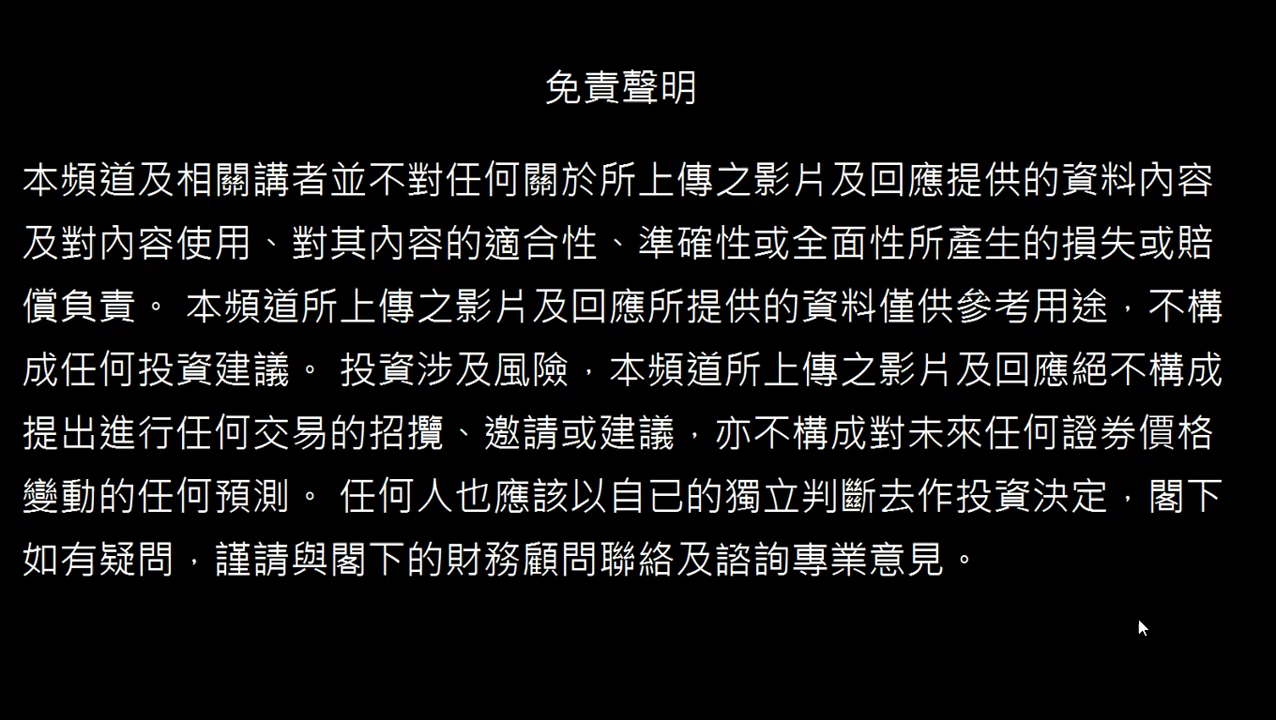 免責聲明
本頻道及相關講者並不對任何關於所上傳之影片及回應提供的資料內容
及對內容使用、對其內容的適合性、準確性或全面性所產生的損失或賠
償負責。 本頻道所上傳之影片及回應所提供的資料僅供參考用途，不構
成任何投資建議。 投資涉及風險，本頻道所上傳之影片及回應絕不構成
提出進行任何交易的招攬、邀請或建議，亦不構成對未來任何證券價格
變動的任何預測。 任何人也應該以自已的獨立判斷去作投資決定，閣下
如有疑問，謹請與閣下的財務顧問聯絡及諮詢專業意見。